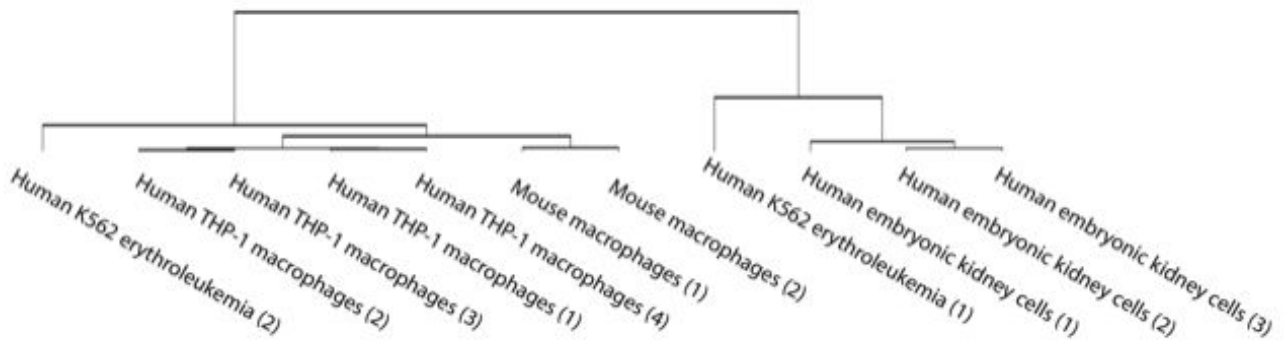 Human K562 erythroleukemia (2)
Human THP-1 macrophages (2)
Human THP-1 macrophages (3)
Human THP-1 macrophages (1)
Human THP-1 macrophages (4)
Mouse macrophages (1)
Mouse macrophages (2)
Human K562 erythroleukemia (1)
Human embryonic kidney cells (1)
Human embryonic kidney cells (2)
Human embryonic kidney cells (3)